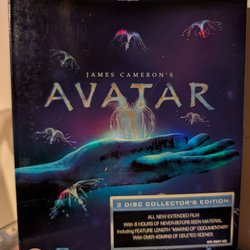 JAMES CAMERON'S
AVATAR
3 DISC COLLECTOR'S EDITION
ALL NEW EXTENDED FILM
With 8 HOURS OF NEVER-BEFORE-SEEN MATERIAL
Including FEATURE LENGTH "MAKING OF" DOCUMENTARY
With OVER 45MINS OF DELETED SCENES